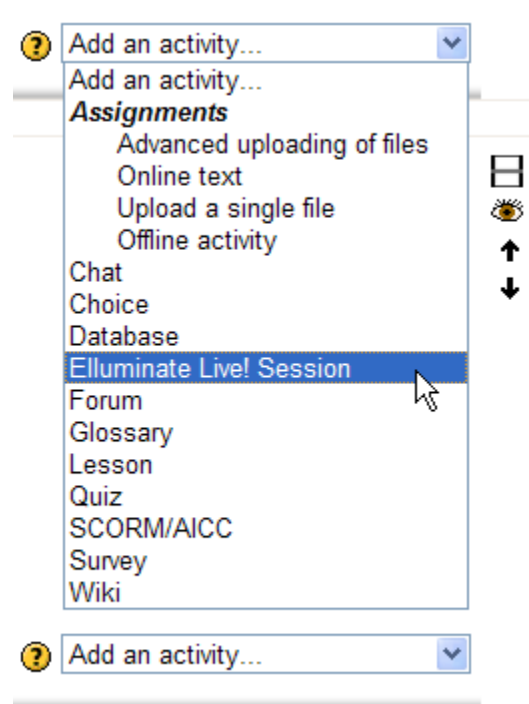 Add an activity...
Add an activity...
Assignments
Advanced uploading of files
Online text
Upload a single file
Offline activity
Chat
Choice
Database
Elluminate Live! Session
Forum
Glossary
Lesson
Quiz
SCORM/AICC
Survey
Wiki
Add an activity...